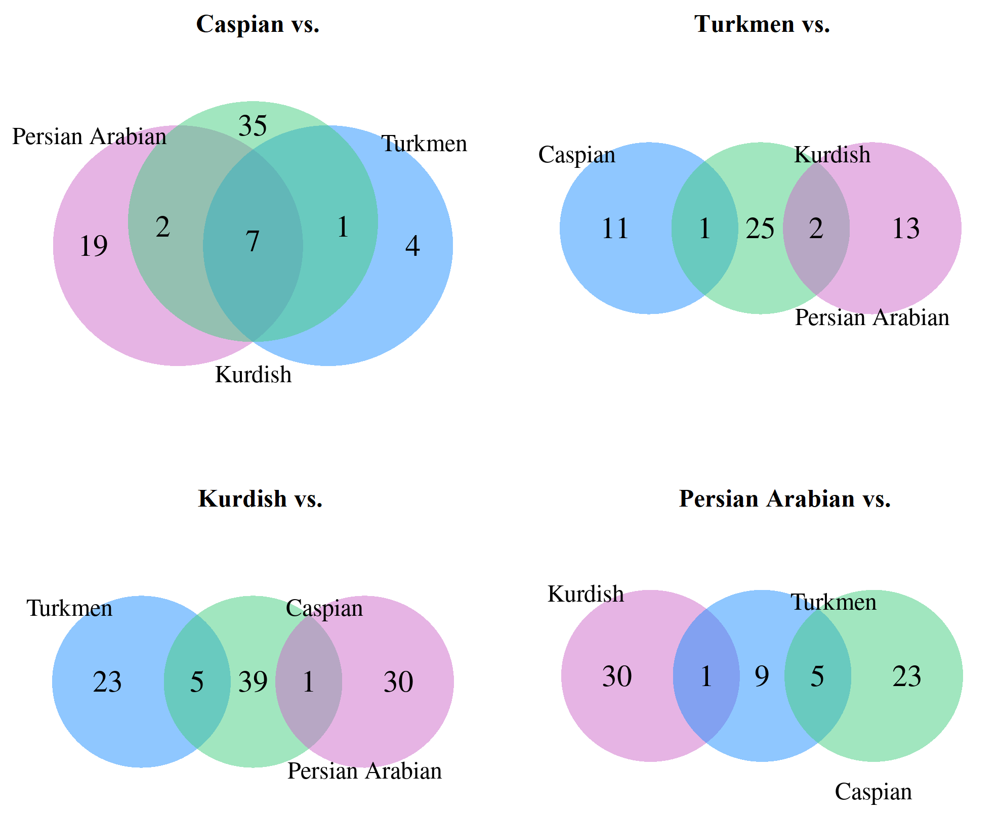 Caspian vs.
35
Persian Arabian
Turkmen
19
2
7
1
4
Kurdish
Turkmen vs.
Caspian
Kurdish
11
1
25
2
13
Persian Arabian
Kurdish vs.
Turkmen
Caspian
23
5
39
1
30
Persian Arabian
Persian Arabian vs.
Kurdish
Turkmen
30
1
9
5
23
Caspian